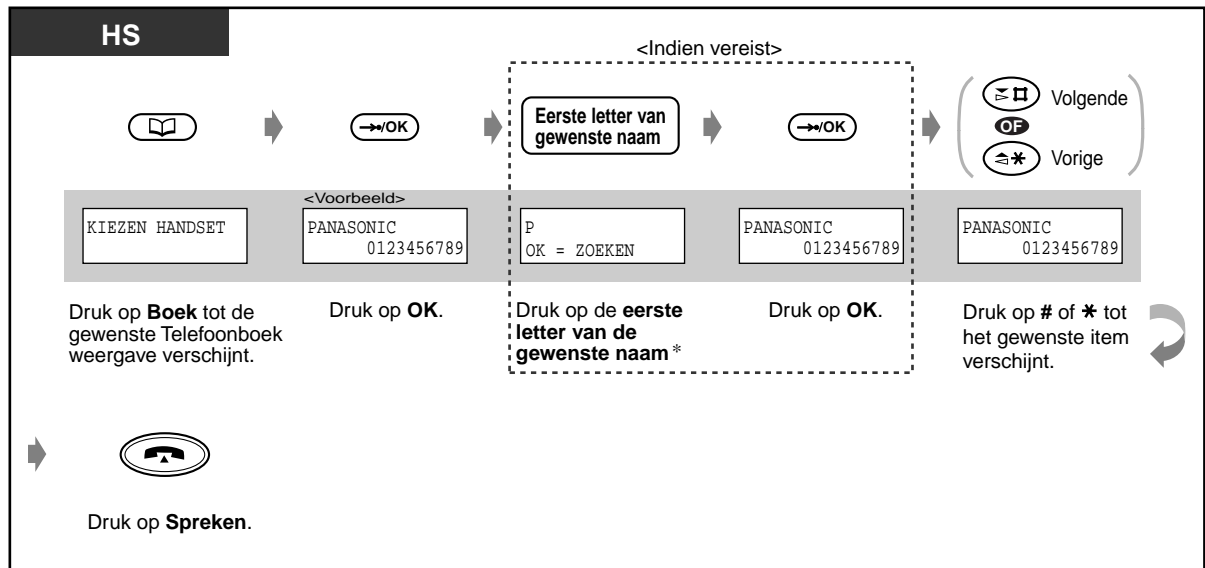 HS
<Indien vereist>
/OK
Eerste letter van
gewenste naam
/OK
Volgende
OF
Vorige
<Voorbeeld>
KIEZEN HANDSET
PANASONIC
0123456789
P
OK = ZOEKEN
PANASONIC
0123456789
PANASONIC
0123456789
Druk op Boek tot de
gewenste Telefoonboek
weergave verschijnt.
Druk op OK.
Druk op de eerste
letter van de
gewenste naam *
Druk op OK.
Druk op # of * tot
het gewenste item
verschijnt.
Druk op Spreken.